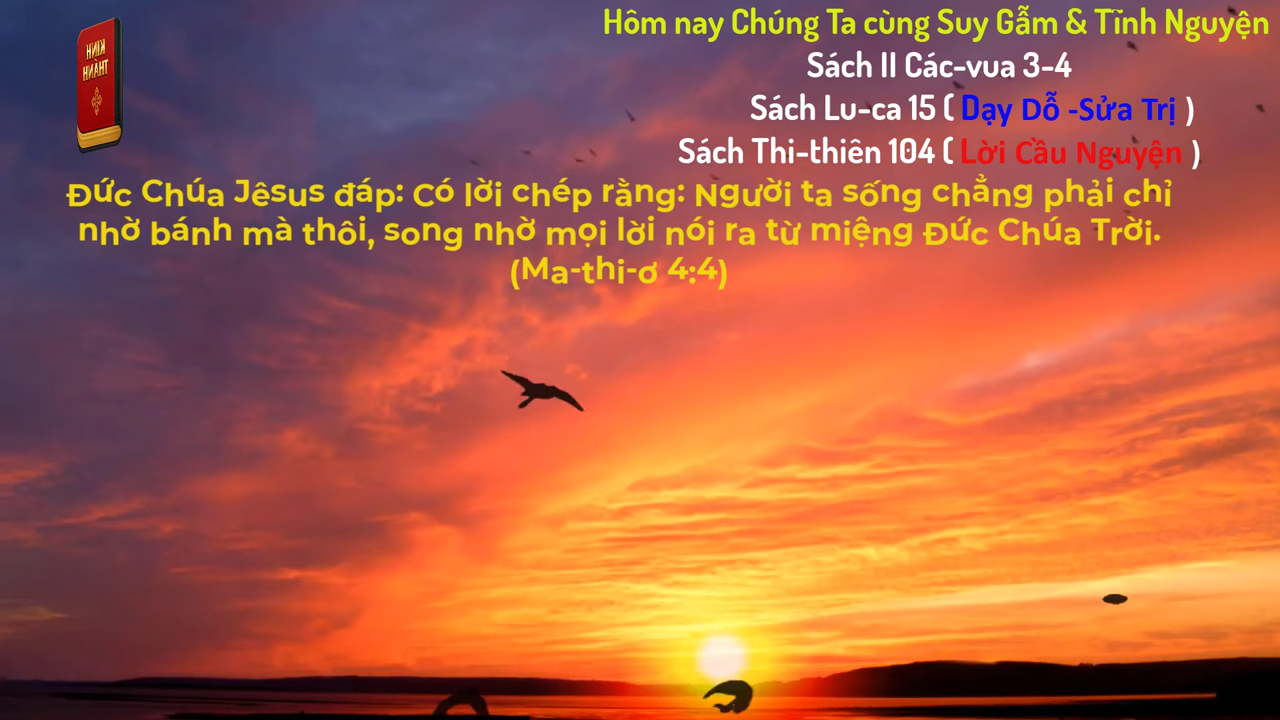 KINH
THÁNH
Hôm nay Chúng Ta cùng Suy Gẫm & Tĩnh Nguyện
Sách II Các-vua 3-4
Sách Lu-ca 15 ( Dạy Dỗ -Sửa Trị )
Sách Thi-thiên 104 ( Lời Cầu Nguyện )
Đức Chúa Jêsus đáp: Có lời chép rằng: Người ta sống chẳng phải chỉ
nhờ bánh mà thôi, song nhờ mọi lời nói ra từ miệng Đức Chúa Trời.
(Ma-thi-ơ 4:4)